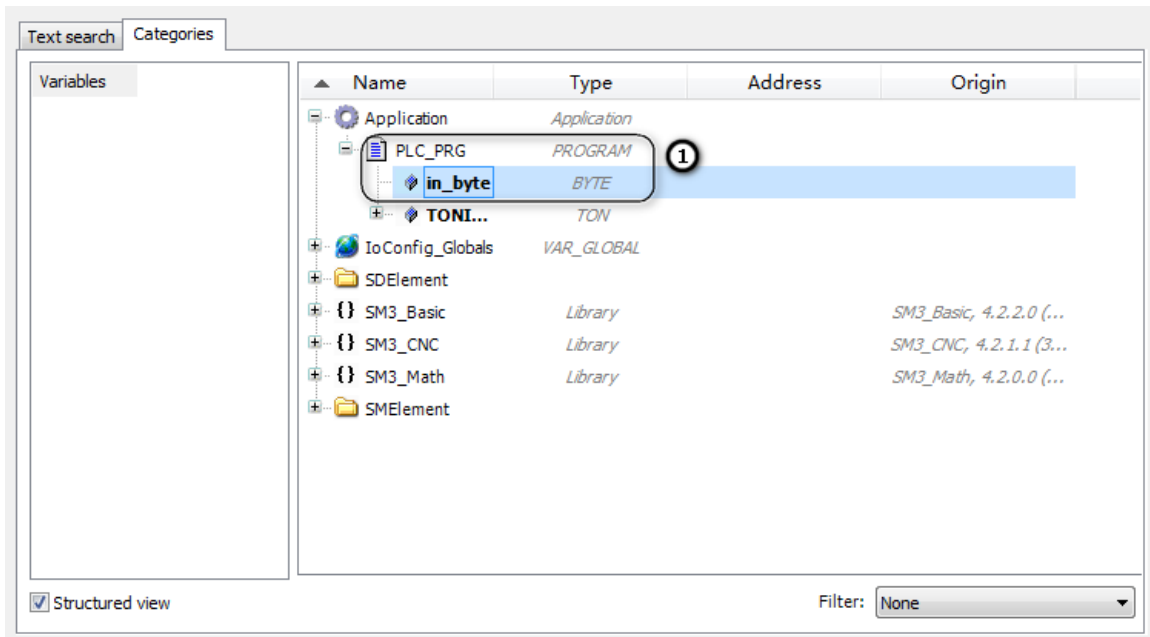 Text search Categories
Variables
Name Type Address Origin
Application Application
PLC_PRG PROGRAM
1
in_byte BYTE
TONI... TON
IoConfig_Globals VAR_GLOBAL
SDElement
{} SM3_Basic Library SM3_Basic, 4.2.2.0 (...
{} SM3_CNC Library SM3_CNC, 4.2.1.1 (3...
{} SM3_Math Library SM3_Math, 4.2.0.0 (...
SMElement
Structured view Filter: None